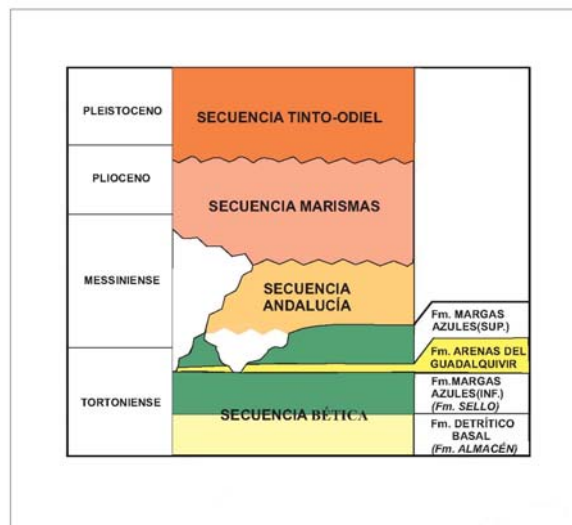 PLEISTOCENO
PLIOCENO
MESSINIENSE
TORTONIENSE
SECUENCIA TINTO-ODIEL
SECUENCIA MARISMAS
SECUENCIA
ANDALUCÍA
SECUENCIA BÉTICA
Fm. MARGAS
AZULES(SUP.)
Fm. ARENAS DEL
GUADALQUIVIR
Fm.MARGAS
AZULES(INF.)
(Fm. SELLO)
Fm. DETRÍTICO
BASAL
(Fm. ALMACÉN)